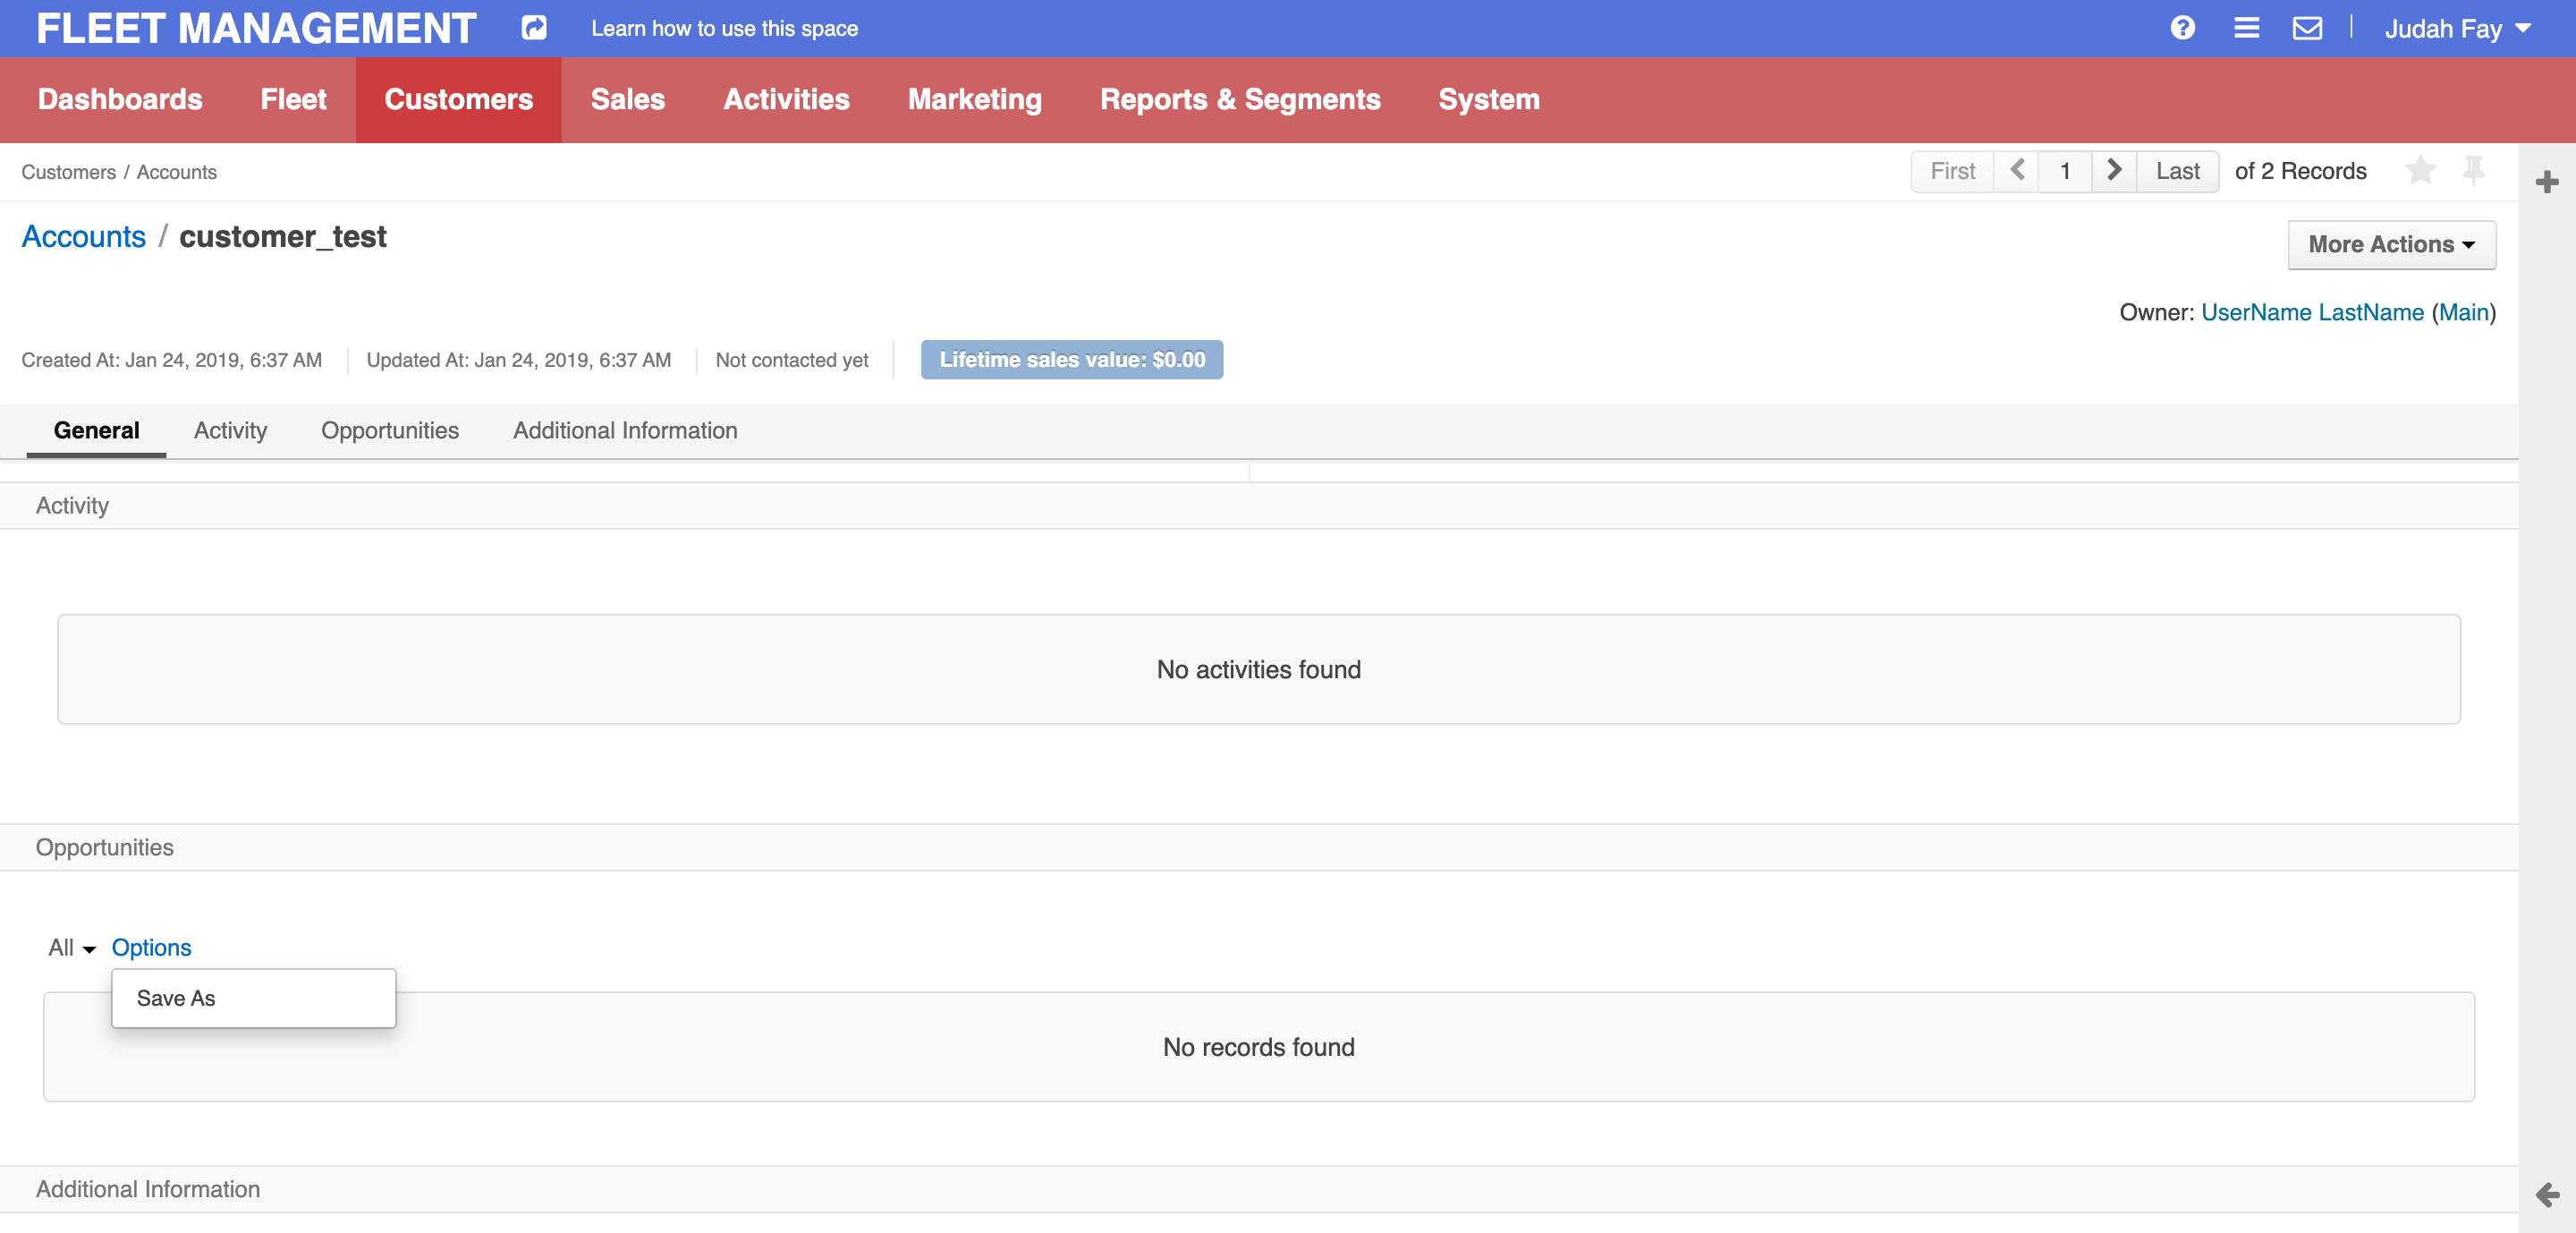 FLEET MANAGEMENT Learn how to use this space Judah Fay
Dashboards Fleet Customers Sales Activities Marketing Reports & Segments System
Customers / Accounts First 1 Last of 2 Records
Accounts / customer_test More Actions
Owner: UserName LastName (Main)
Created At: Jan 24, 2019, 6:37 AM Updated At: Jan 24, 2019, 6:37 AM Not contacted yet Lifetime sales value: $0.00
General Activity Opportunities Additional Information
Activity
No activities found
Opportunities
All Options
Save As
No records found
Additional Information